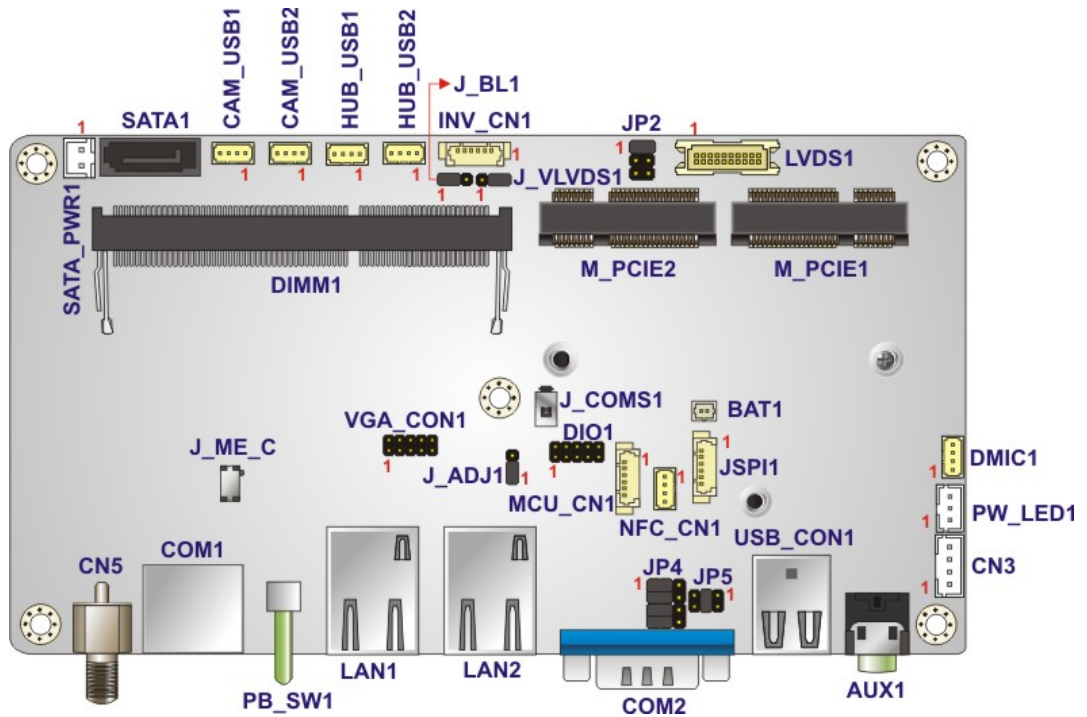 CAM_USB1
CAM_USB2
HUB_USB1
HUB_USB2
J_BL1
1
SATA1
INV_CN1
JP2
1
1
LVDS1
1
1
1
1
1
1
J_VLVDS1
1
1
SATA_PWR1
DIMM1
M_PCIE2
M_PCIE1
J_COMS1
BAT1
VGA_CON1
DIO1
1
JSPI1
J_ME_C
1
1
1
1
DMIC1
J_ADJ1
1
1
MCU_CN1
PW_LED1
NFC_CN1
1
USB_CON1
COM1
CN5
JP4
JP5
CN3
1
1
1
LAN1
LAN2
PB_SW1
COM2
AUX1